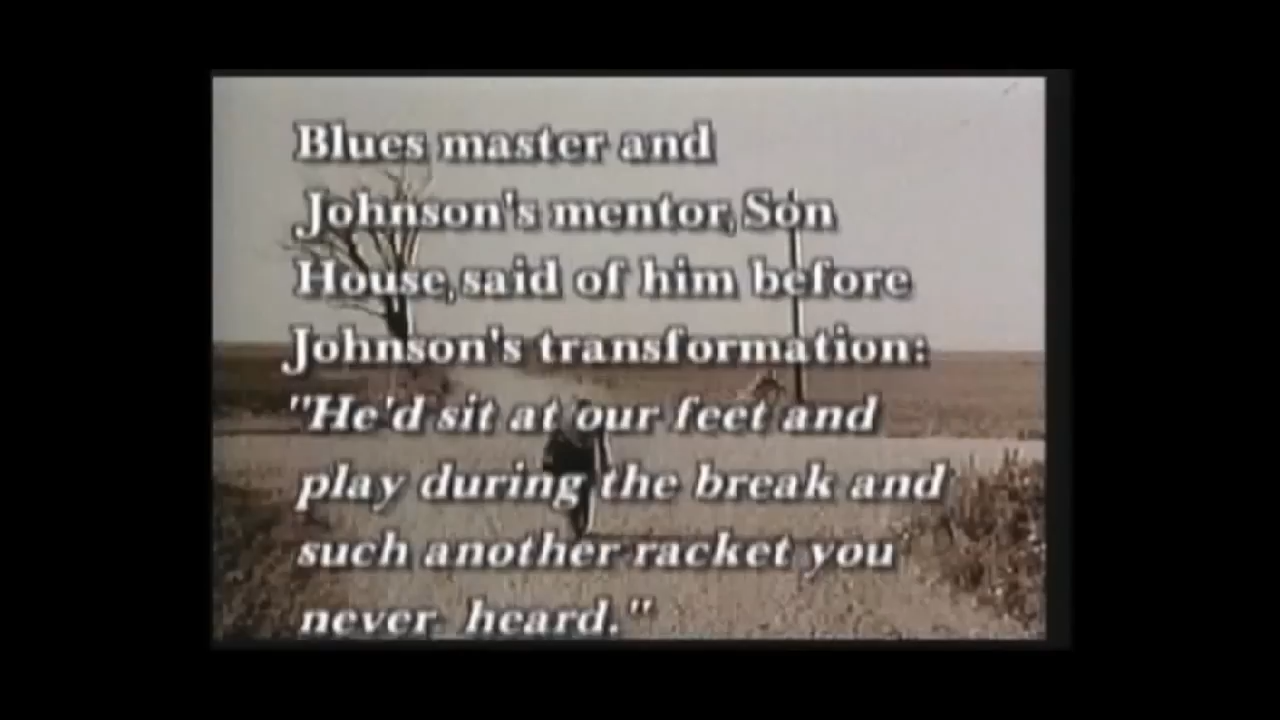 Blues master and
Johnson's mentor, Son
House, said of him before
Johnson's transformation:
"He'd sit at our feet and
play during the break and
such another racket you
never heard."